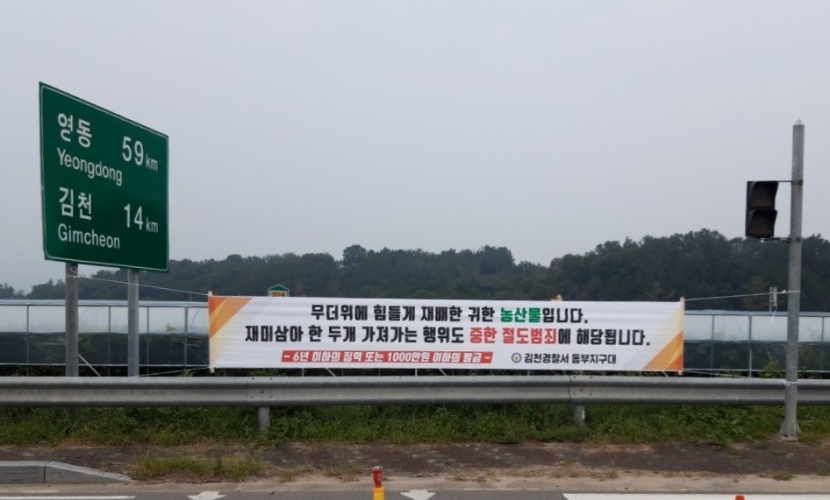 영동 59 km
Yeongdong
김천 14 km
Gimcheon
무더위에 힘들게 재배한 귀한 농산물입니다.
재미삼아 한 두개 가져가는 행위도 중한 절도범죄에 해당됩니다.
- 6년 이하의 징역 또는 1000만원 이하의 벌금 -
김천경찰서 동부지구대